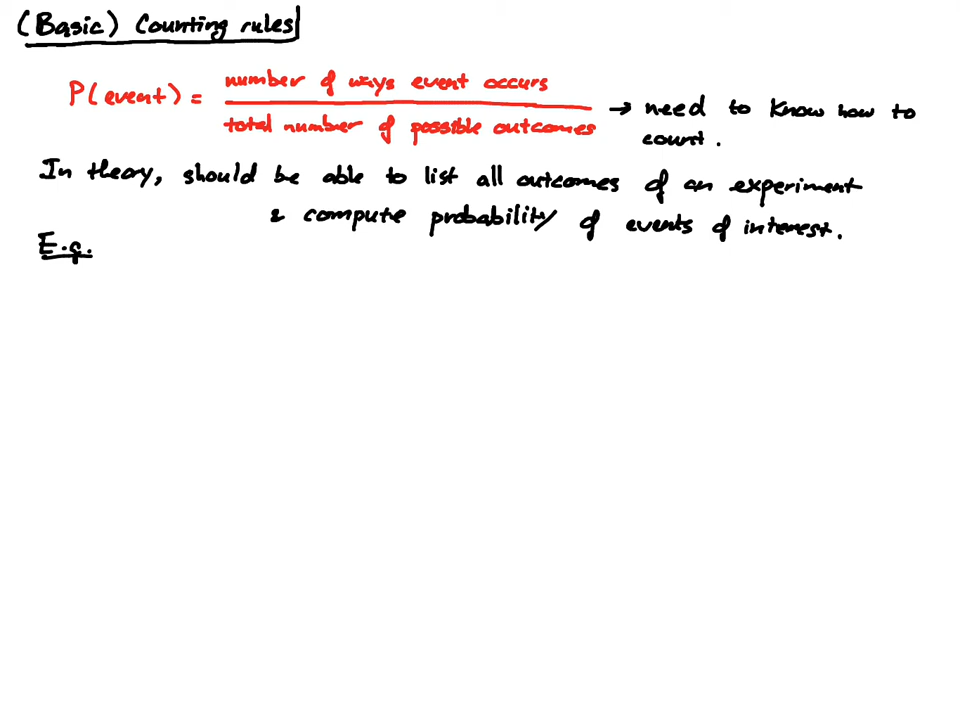 (Basic) Counting rules
P(event) = number of ways event occurs
total number of possible outcomes → need to know how to
count.
In theory, should be able to list all outcomes of an experiment
& compute probability of events of interest.
E.g.